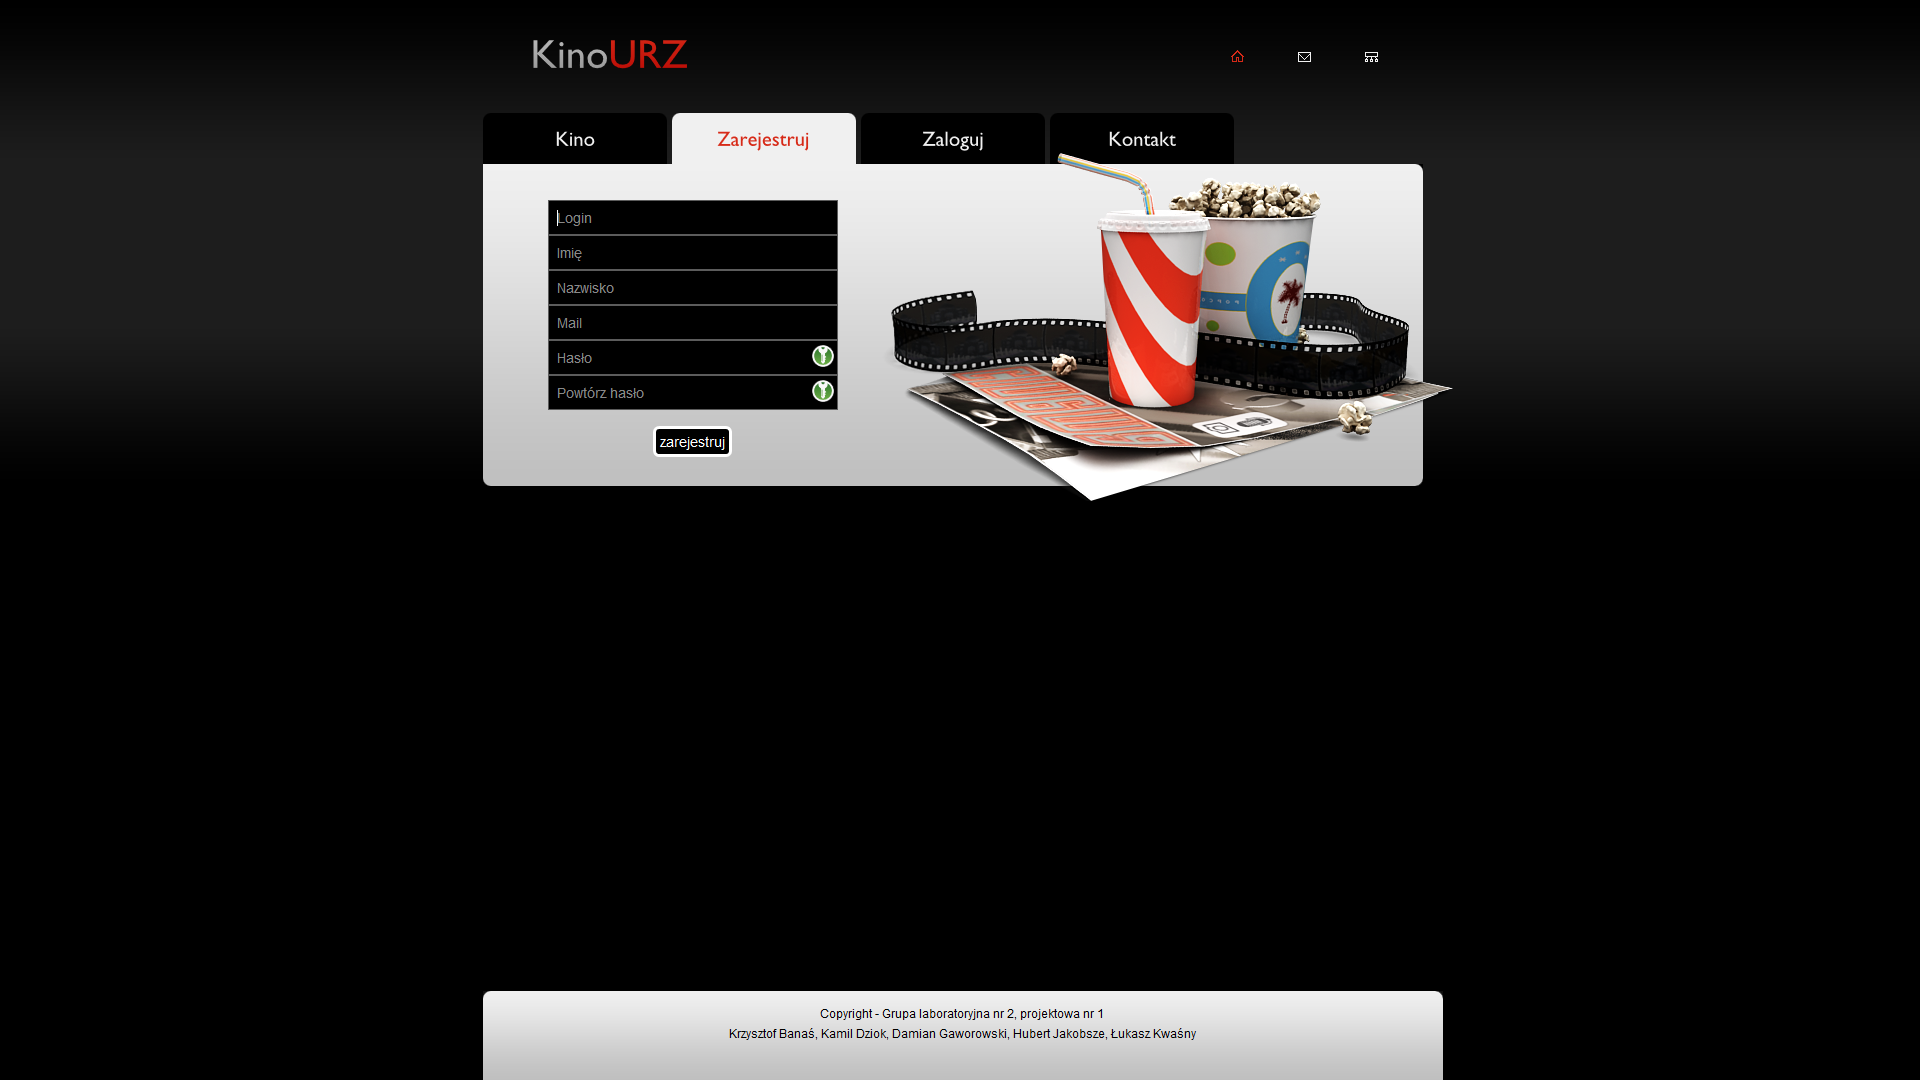 KinoURZ
Kino
Zarejestruj
Zaloguj
Kontakt
Login
Imię
Nazwisko
Mail
Hasło
Powtórz hasło
zarejestruj
Copyright - Grupa laboratoryjna nr 2, projektowa nr 1
Krzysztof Banaś, Kamil Dziok, Damian Gaworowski, Hubert Jakobsze, Łukasz Kwaśny